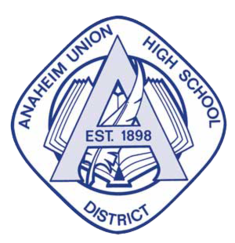 ANAHEIM UNION
HIGH SCHOOL
EST. 1898
DISTRICT